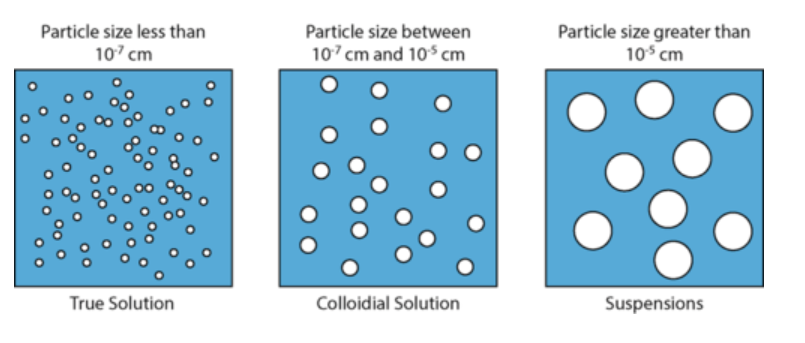 Particle size less than
10⁻⁷ cm
Particle size between
10⁻⁷ cm and 10⁻⁵ cm
Particle size greater than
10⁻⁵ cm
True Solution
Colloidial Solution
Suspensions